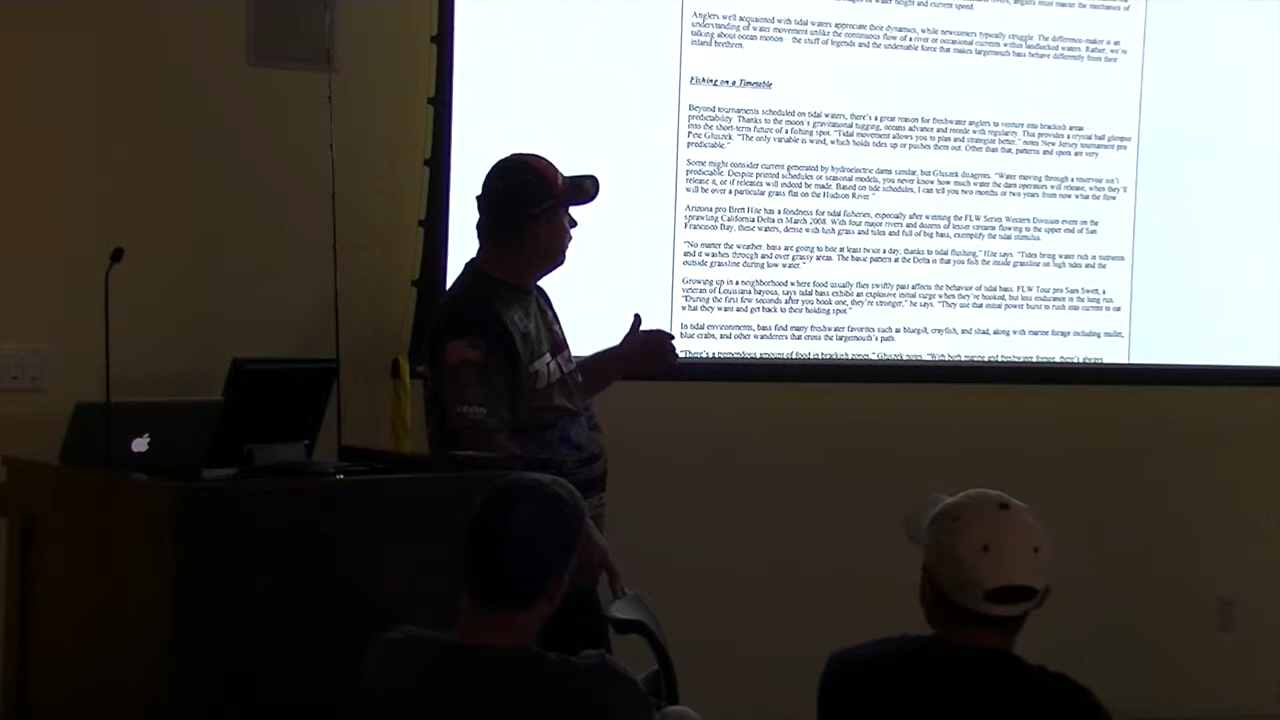 rivers, anglers must master the mechanics of
of water height and current speed.
Anglers well acquainted with tidal waters appreciate their dynamics, while newcomers typically struggle. The difference-maker is an
understanding of water movement unlike the continuous flow of a river or occasional currents within landlocked waters. Rather, we're
talking about ocean motion – the stuff of legends and the undeniable force that makes largemouth bass behave differently from their
inland brethren.
Fishing on a Timetable
Beyond tournaments scheduled on tidal waters, there's a great reason for freshwater anglers to venture into brackish areas –
predictability. Thanks to the moon's gravitational tugging, oceans advance and recede with regularity. This provides a crystal ball glimpse
into the short-term future of a fishing spot. "Tidal movement allows you to plan and strategize better," notes New Jersey tournament pro
Pete Gluszek. "The only variable is wind, which holds tides up or pushes them out. Other than that, patterns and spots are very
predictable."
Some might consider current generated by hydroelectric dams similar, but Gluszek disagrees. "Water moving through a reservoir isn't
predictable. Despite printed schedules or seasonal models, you never know how much water the dam operators will release, when they'll
release it, or if releases will indeed be made. Based on tide schedules, I can tell you two months or two years from now what the flow
will be over a particular grass flat on the Hudson River."
Arizona pro Brett Hite has a fondness for tidal fisheries, especially after winning the FLW Series Western Division event on the
sprawling California Delta in March 2008. With four major rivers and dozens of lesser streams flowing to the upper end of San
Francisco Bay, these waters, dense with lush grass and tules and full of big bass, exemplify the tidal stimulus.
"No matter the weather, bass are going to bite at least twice a day, thanks to tidal flushing," Hite says. "Tides bring water rich in nutrients
and it washes through and over grassy areas. The basic pattern at the Delta is that you fish the inside grassline on high tides and the
outside grassline during low water."
Growing up in a neighborhood where food usually flies swiftly past affects the behavior of tidal bass. FLW Tour pro Sam Swett, a
veteran of Louisiana bayous, says tidal bass exhibit an explosive initial surge when they're hooked, but less endurance in the long run.
"During the first few seconds after you hook one, they're stronger," he says. "They use that initial power burst to rush into current to eat
what they want and get back to their holding spot."
In tidal environments, bass find many freshwater favorites such as bluegill, crayfish, and shad, along with marine forage including mullet,
blue crabs, and other wanderers that cross the largemouth's path.
"There's a tremendous amount of food in brackish zones," Gluszek notes. "With both marine and freshwater forage, there's always